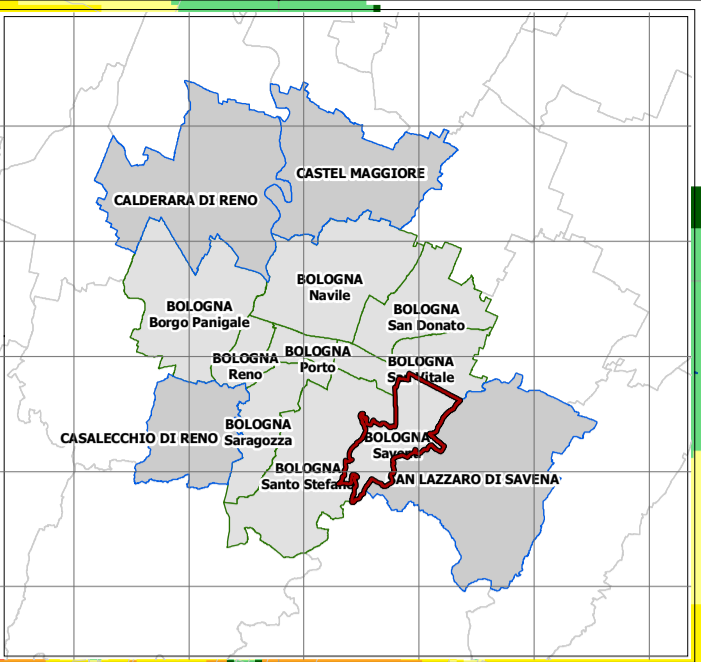 CASTEL MAGGIORE
CALDERARA DI RENO
BOLOGNA
Navile
BOLOGNA
Borgo Panigale
BOLOGNA
San Donato
BOLOGNA
Porto
BOLOGNA
Reno
BOLOGNA
San Vitale
BOLOGNA
Saragozza
CASALECCHIO DI RENO
BOLOGNA
Savena
BOLOGNA
Santo Stefano
SAN LAZZARO DI SAVENA